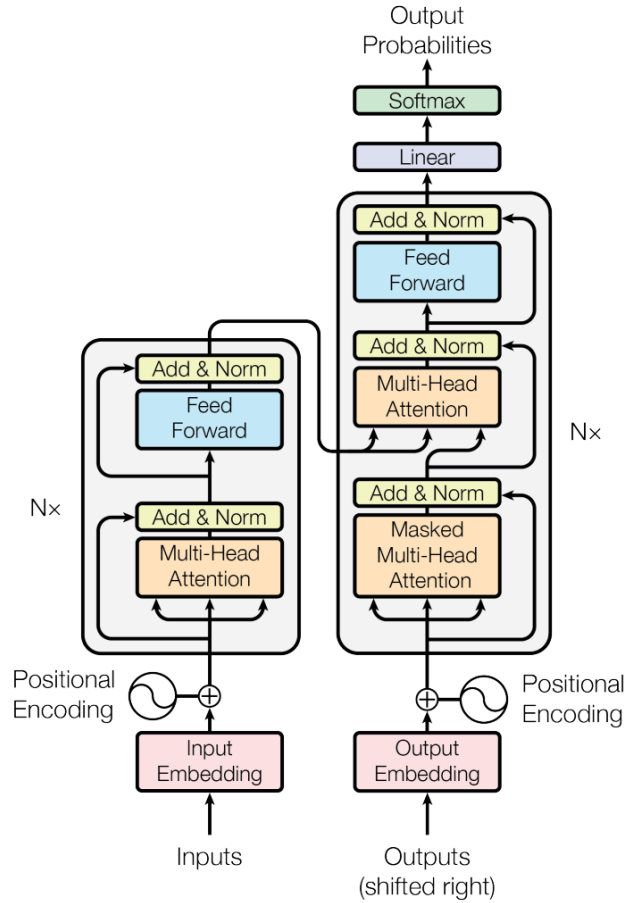 Output
Probabilities
Softmax
Linear
Add & Norm
Feed
Forward
Add & Norm
Multi-Head
Attention
Add & Norm
Masked
Multi-Head
Attention
N×
Add & Norm
Feed
Forward
Add & Norm
Multi-Head
Attention
N×
Positional
Encoding
Positional
Encoding
Input
Embedding
Output
Embedding
Inputs
Outputs
(shifted right)